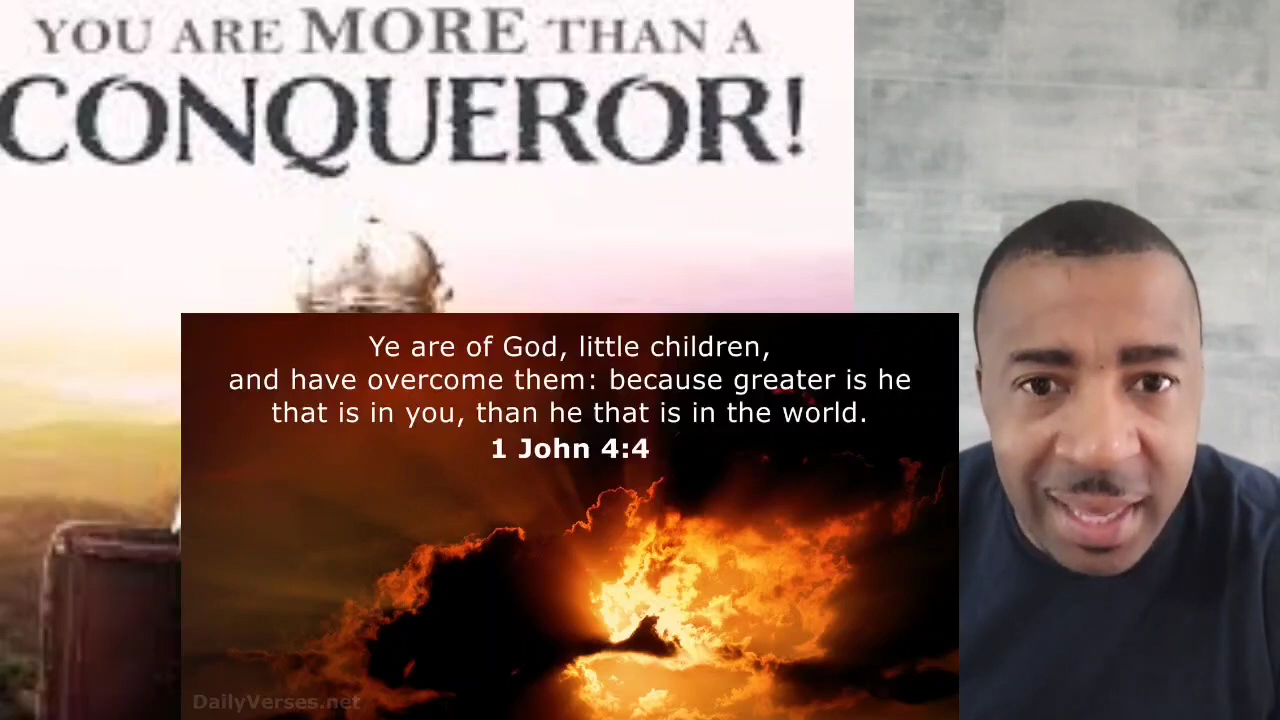 YOU ARE MORE THAN A
CONQUEROR!
Ye are of God, little children,
and have overcome them: because greater is he
that is in you, than he that is in the world.
1 John 4:4
DailyVerses.net